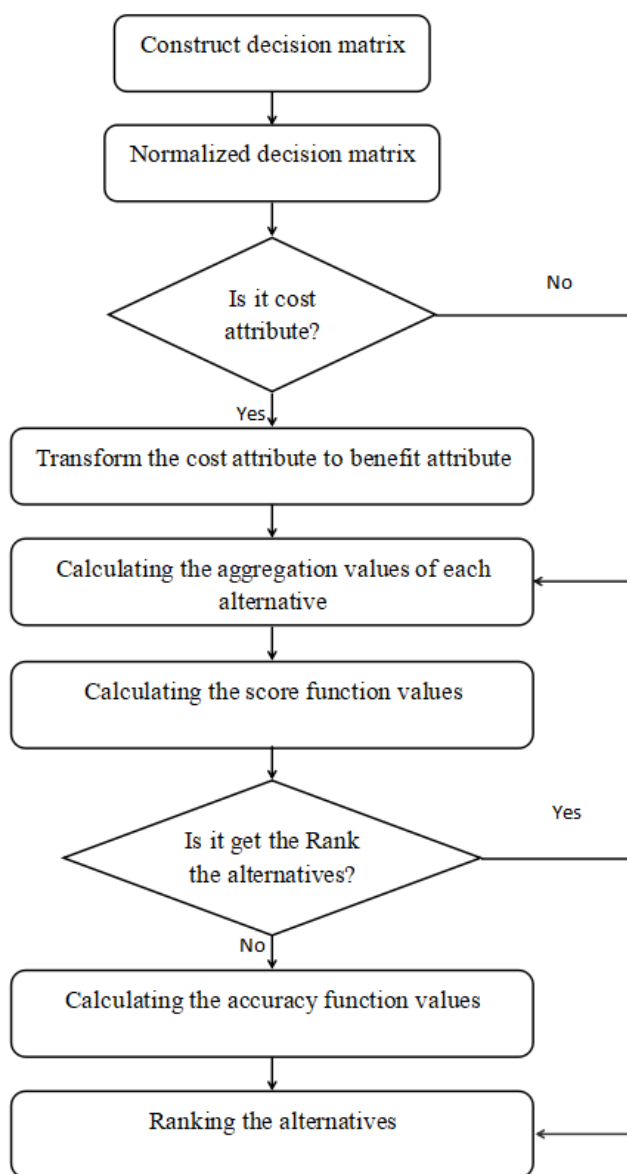 Construct decision matrix
Normalized decision matrix
Is it cost
attribute?
No
Yes
Transform the cost attribute to benefit attribute
Calculating the aggregation values of each
alternative
Calculating the score function values
Is it get the Rank
the alternatives?
Yes
No
Calculating the accuracy function values
Ranking the alternatives